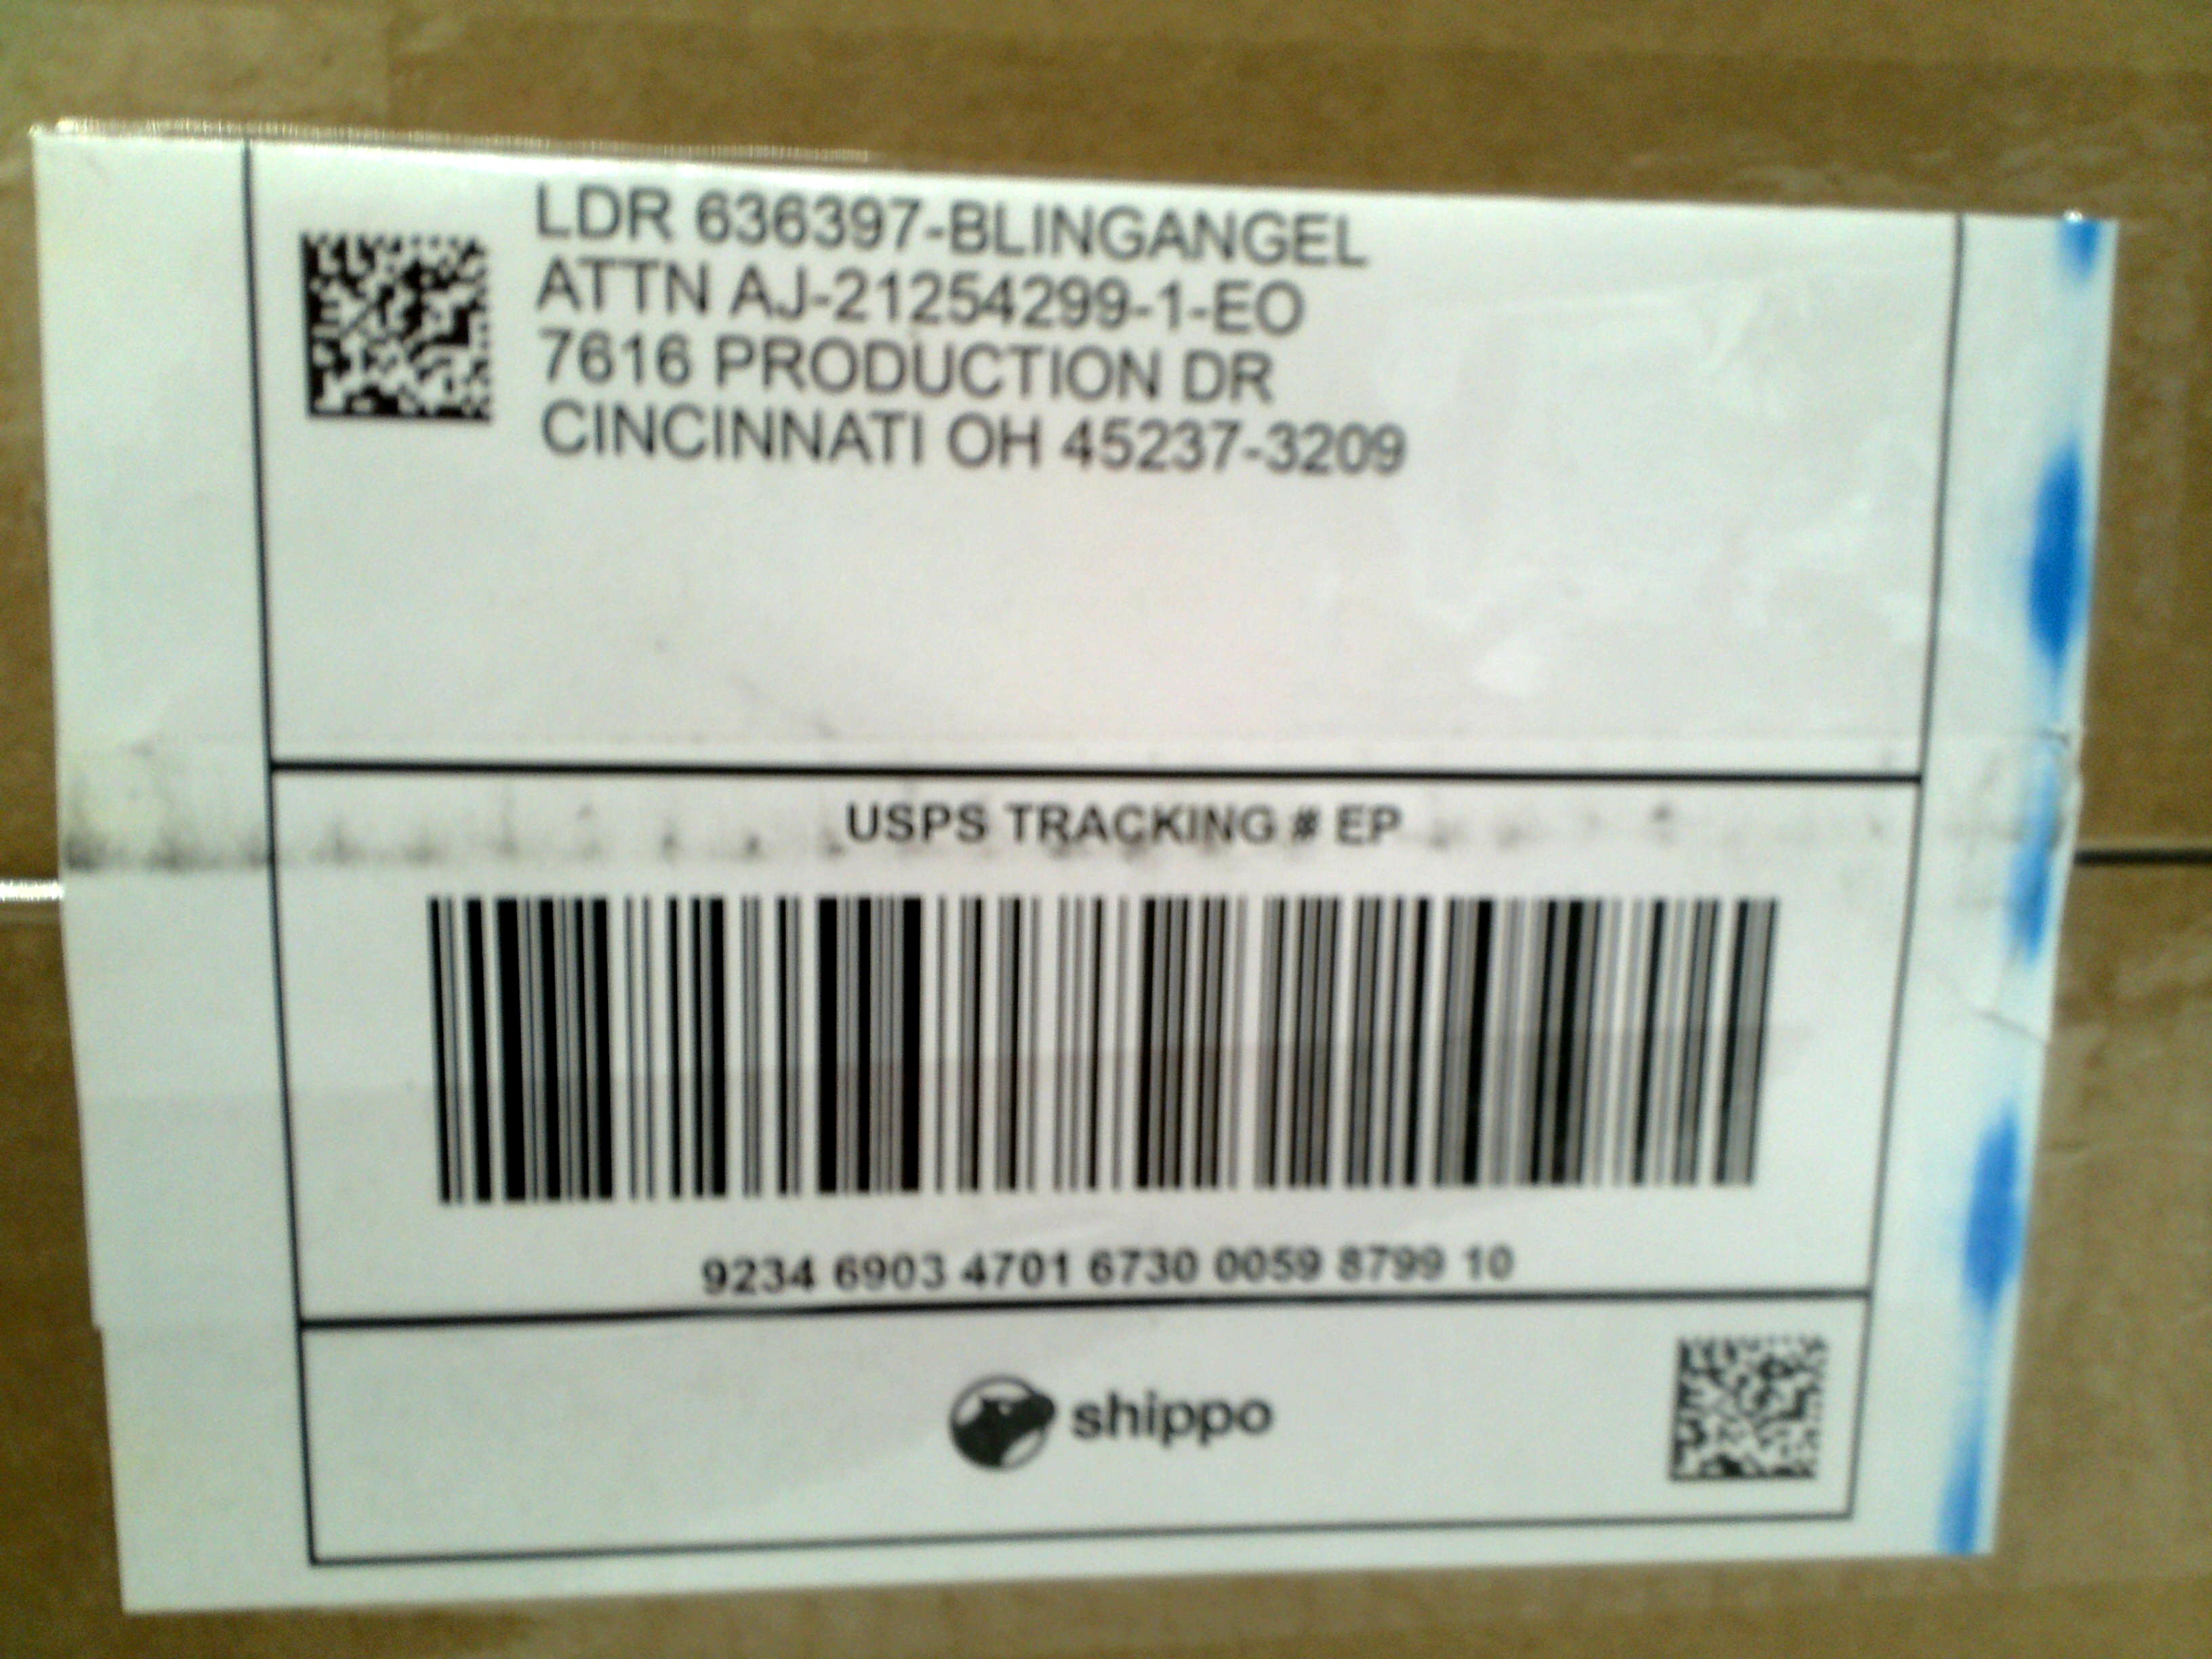 LDR 636397-BLINGANGEL
ATTN AJ-21254299-1-EO
7616 PRODUCTION DR
CINCINNATI OH 45237-3209
USPS TRACKING # EP
9234 6903 4701 6730 0059 8799 10
shippo